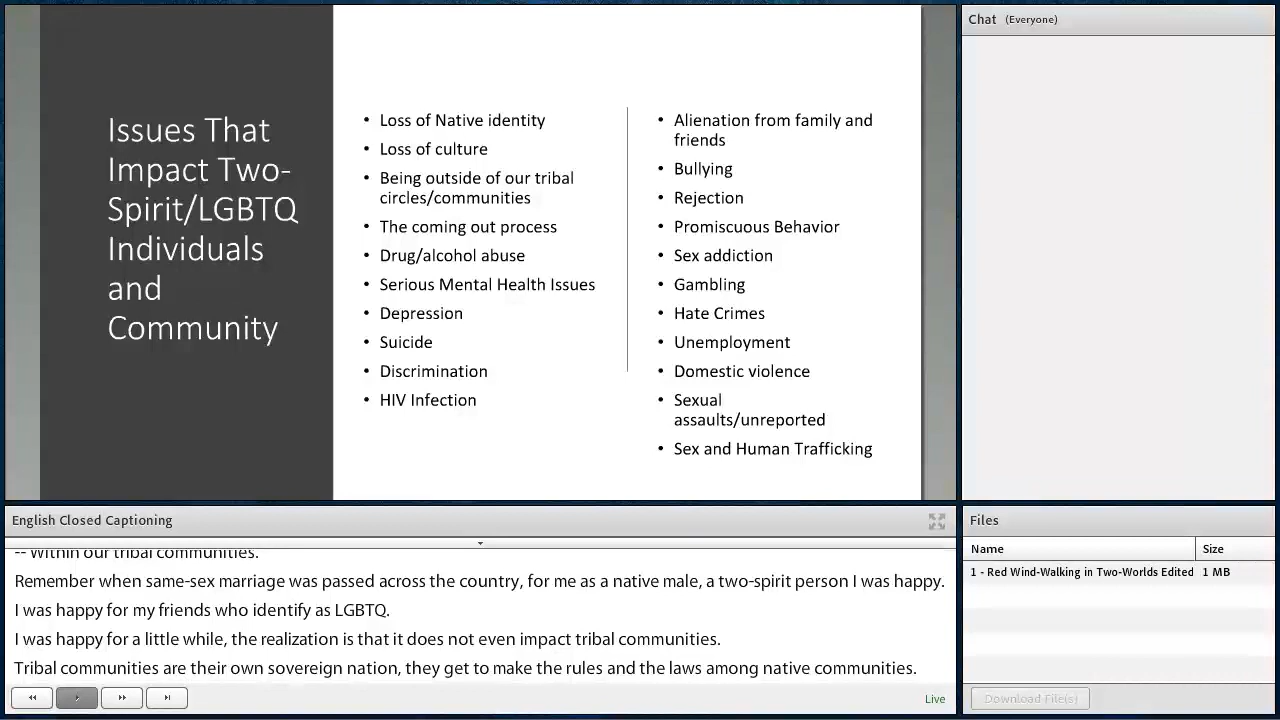 Issues That
Impact Two-
Spirit/LGBTQ
Individuals
and
Community
• Loss of Native identity
• Loss of culture
• Being outside of our tribal
circles/communities
• The coming out process
• Drug/alcohol abuse
• Serious Mental Health Issues
• Depression
• Suicide
• Discrimination
• HIV Infection
• Alienation from family and
friends
• Bullying
• Rejection
• Promiscuous Behavior
• Sex addiction
• Gambling
• Hate Crimes
• Unemployment
• Domestic violence
• Sexual
assaults/unreported
• Sex and Human Trafficking
Chat (Everyone)
English Closed Captioning
-- Within our tribal communities.
Remember when same-sex marriage was passed across the country, for me as a native male, a two-spirit person I was happy.
I was happy for my friends who identify as LGBTQ.
I was happy for a little while, the realization is that it does not even impact tribal communities.
Tribal communities are their own sovereign nation, they get to make the rules and the laws among native communities.
Live
Files
Name Size
1 - Red Wind-Walking in Two-Worlds Edited 1 MB
Download File(s)